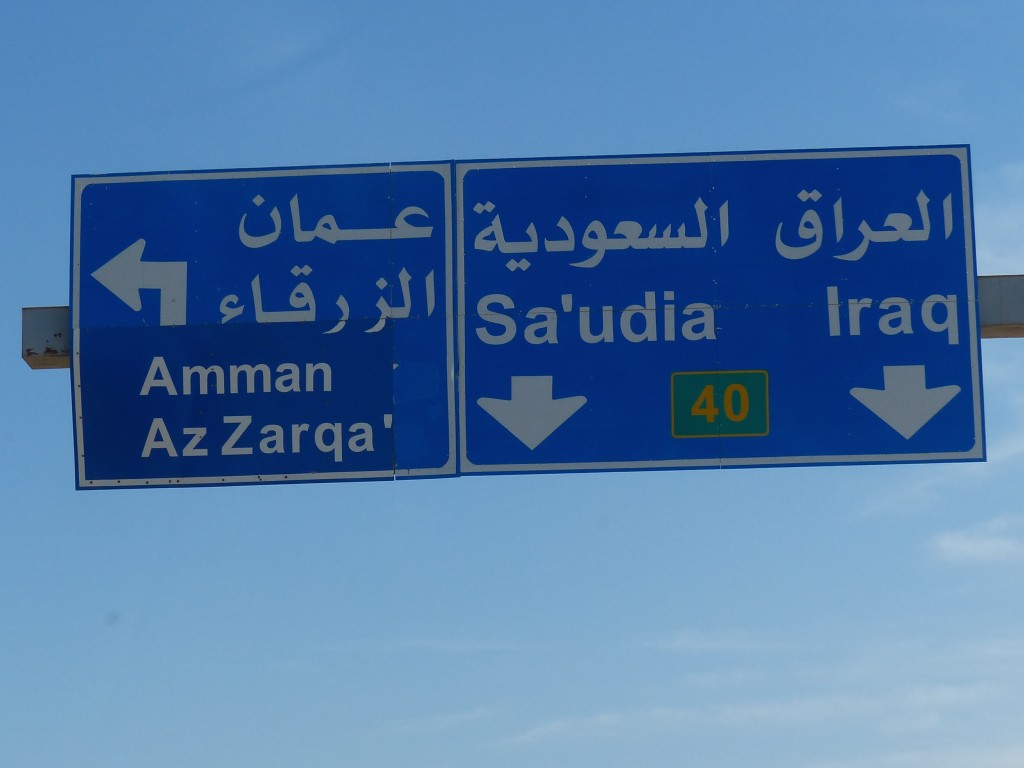 عمان
الزرقاء
Amman
Az Zarqa'
السعودية العراق
Sa'udia Iraq
40